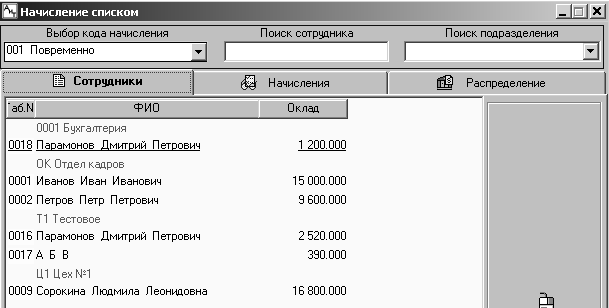 Начисление списком
Выбор кода начисления Поиск сотрудника Поиск подразделения
001 Повременно
Сотрудники Начисления Распределение
Таб.N ФИО Оклад
0001 Бухгалтерия
0018 Парамонов Дмитрий Петрович 1 200.000
ОК Отдел кадров
0001 Иванов Иван Иванович 15 000.000
0002 Петров Петр Петрович 9 600.000
Т1 Тестовое
0016 Парамонов Дмитрий Петрович 2 520.000
0017 А Б В 390.000
Ц1 Цех №1
0009 Сорокина Людмила Леонидовна 16 800.000